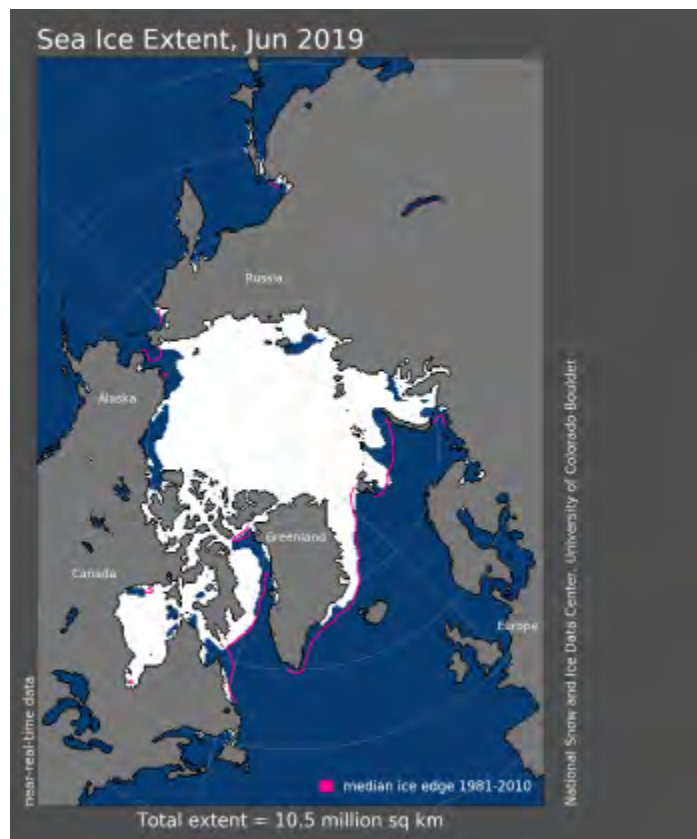 Sea Ice Extent, Jun 2019
Russia
Alaska
Greenland
Canada
Europe
near-real-time data
National Snow and Ice Data Center, University of Colorado Boulder
median ice edge 1981-2010
Total extent = 10.5 million sq km